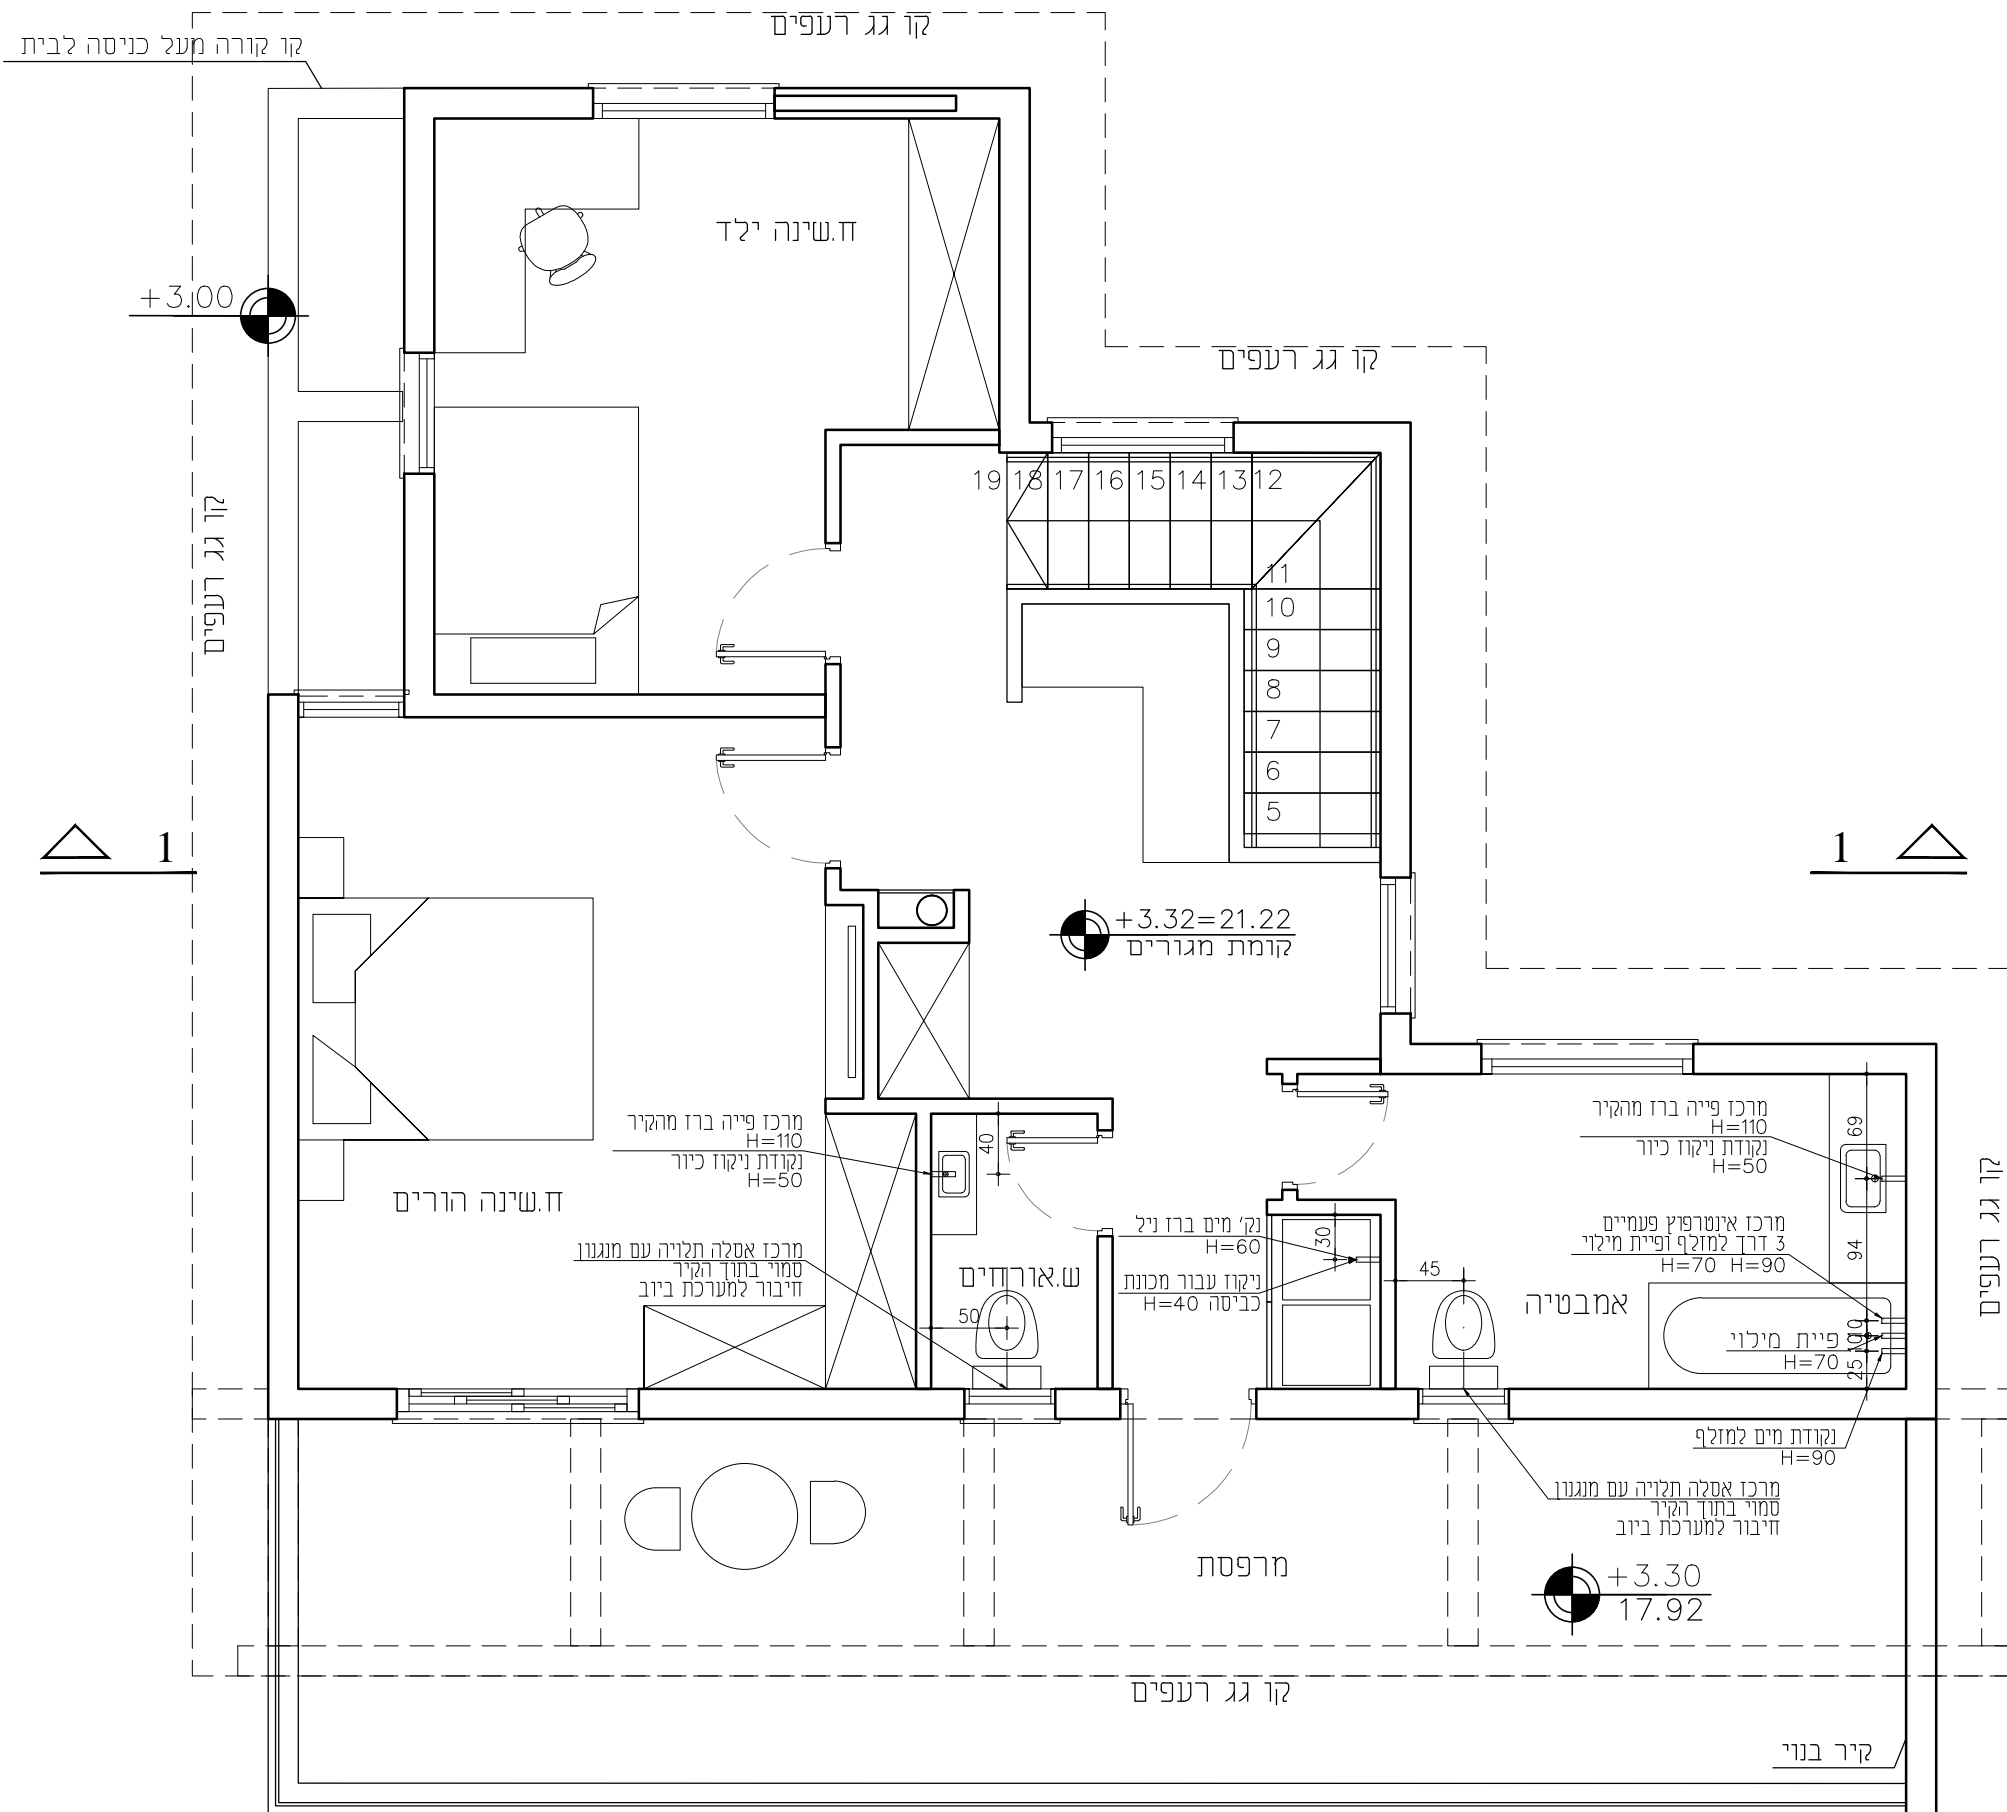 קו גג רעפים
קו קורה מעל כניסה לבית
ח.שינה ילד
+3.00
קו גג רעפים
קו גג רעפים
19 18 17 16 15 14 13 12
11
10
9
8
7
6
5
1
1
+3.32=21.22
קומת מגורים
מרכז פייה ברז מהקיר
H=110
נקודת ניקוז כיור
H=50
40
מרכז פייה ברז מהקיר
H=110
נקודת ניקוז כיור
H=50
69
ח.שינה הורים
מרכז אסלה תלויה עם מנגנון
סמוי בתוך הקיר
חיבור למערכת ביוב
ש.אורחים
50
נק' מים ברז ניל
H=60
ניקוז עבור מכונת
כביסה H=40
30
45
מרכז אינטרפוץ פעמיים
3 דרך למזלף ופיית מילוי
H=70 H=90
94
אמבטיה
פיית מילוי
H=70
10
10
25
קו גג רעפים
נקודת מים למזלף
H=90
מרכז אסלה תלויה עם מנגנון
סמוי בתוך הקיר
חיבור למערכת ביוב
מרפסת
+3.30
17.92
קו גג רעפים
קיר בנוי